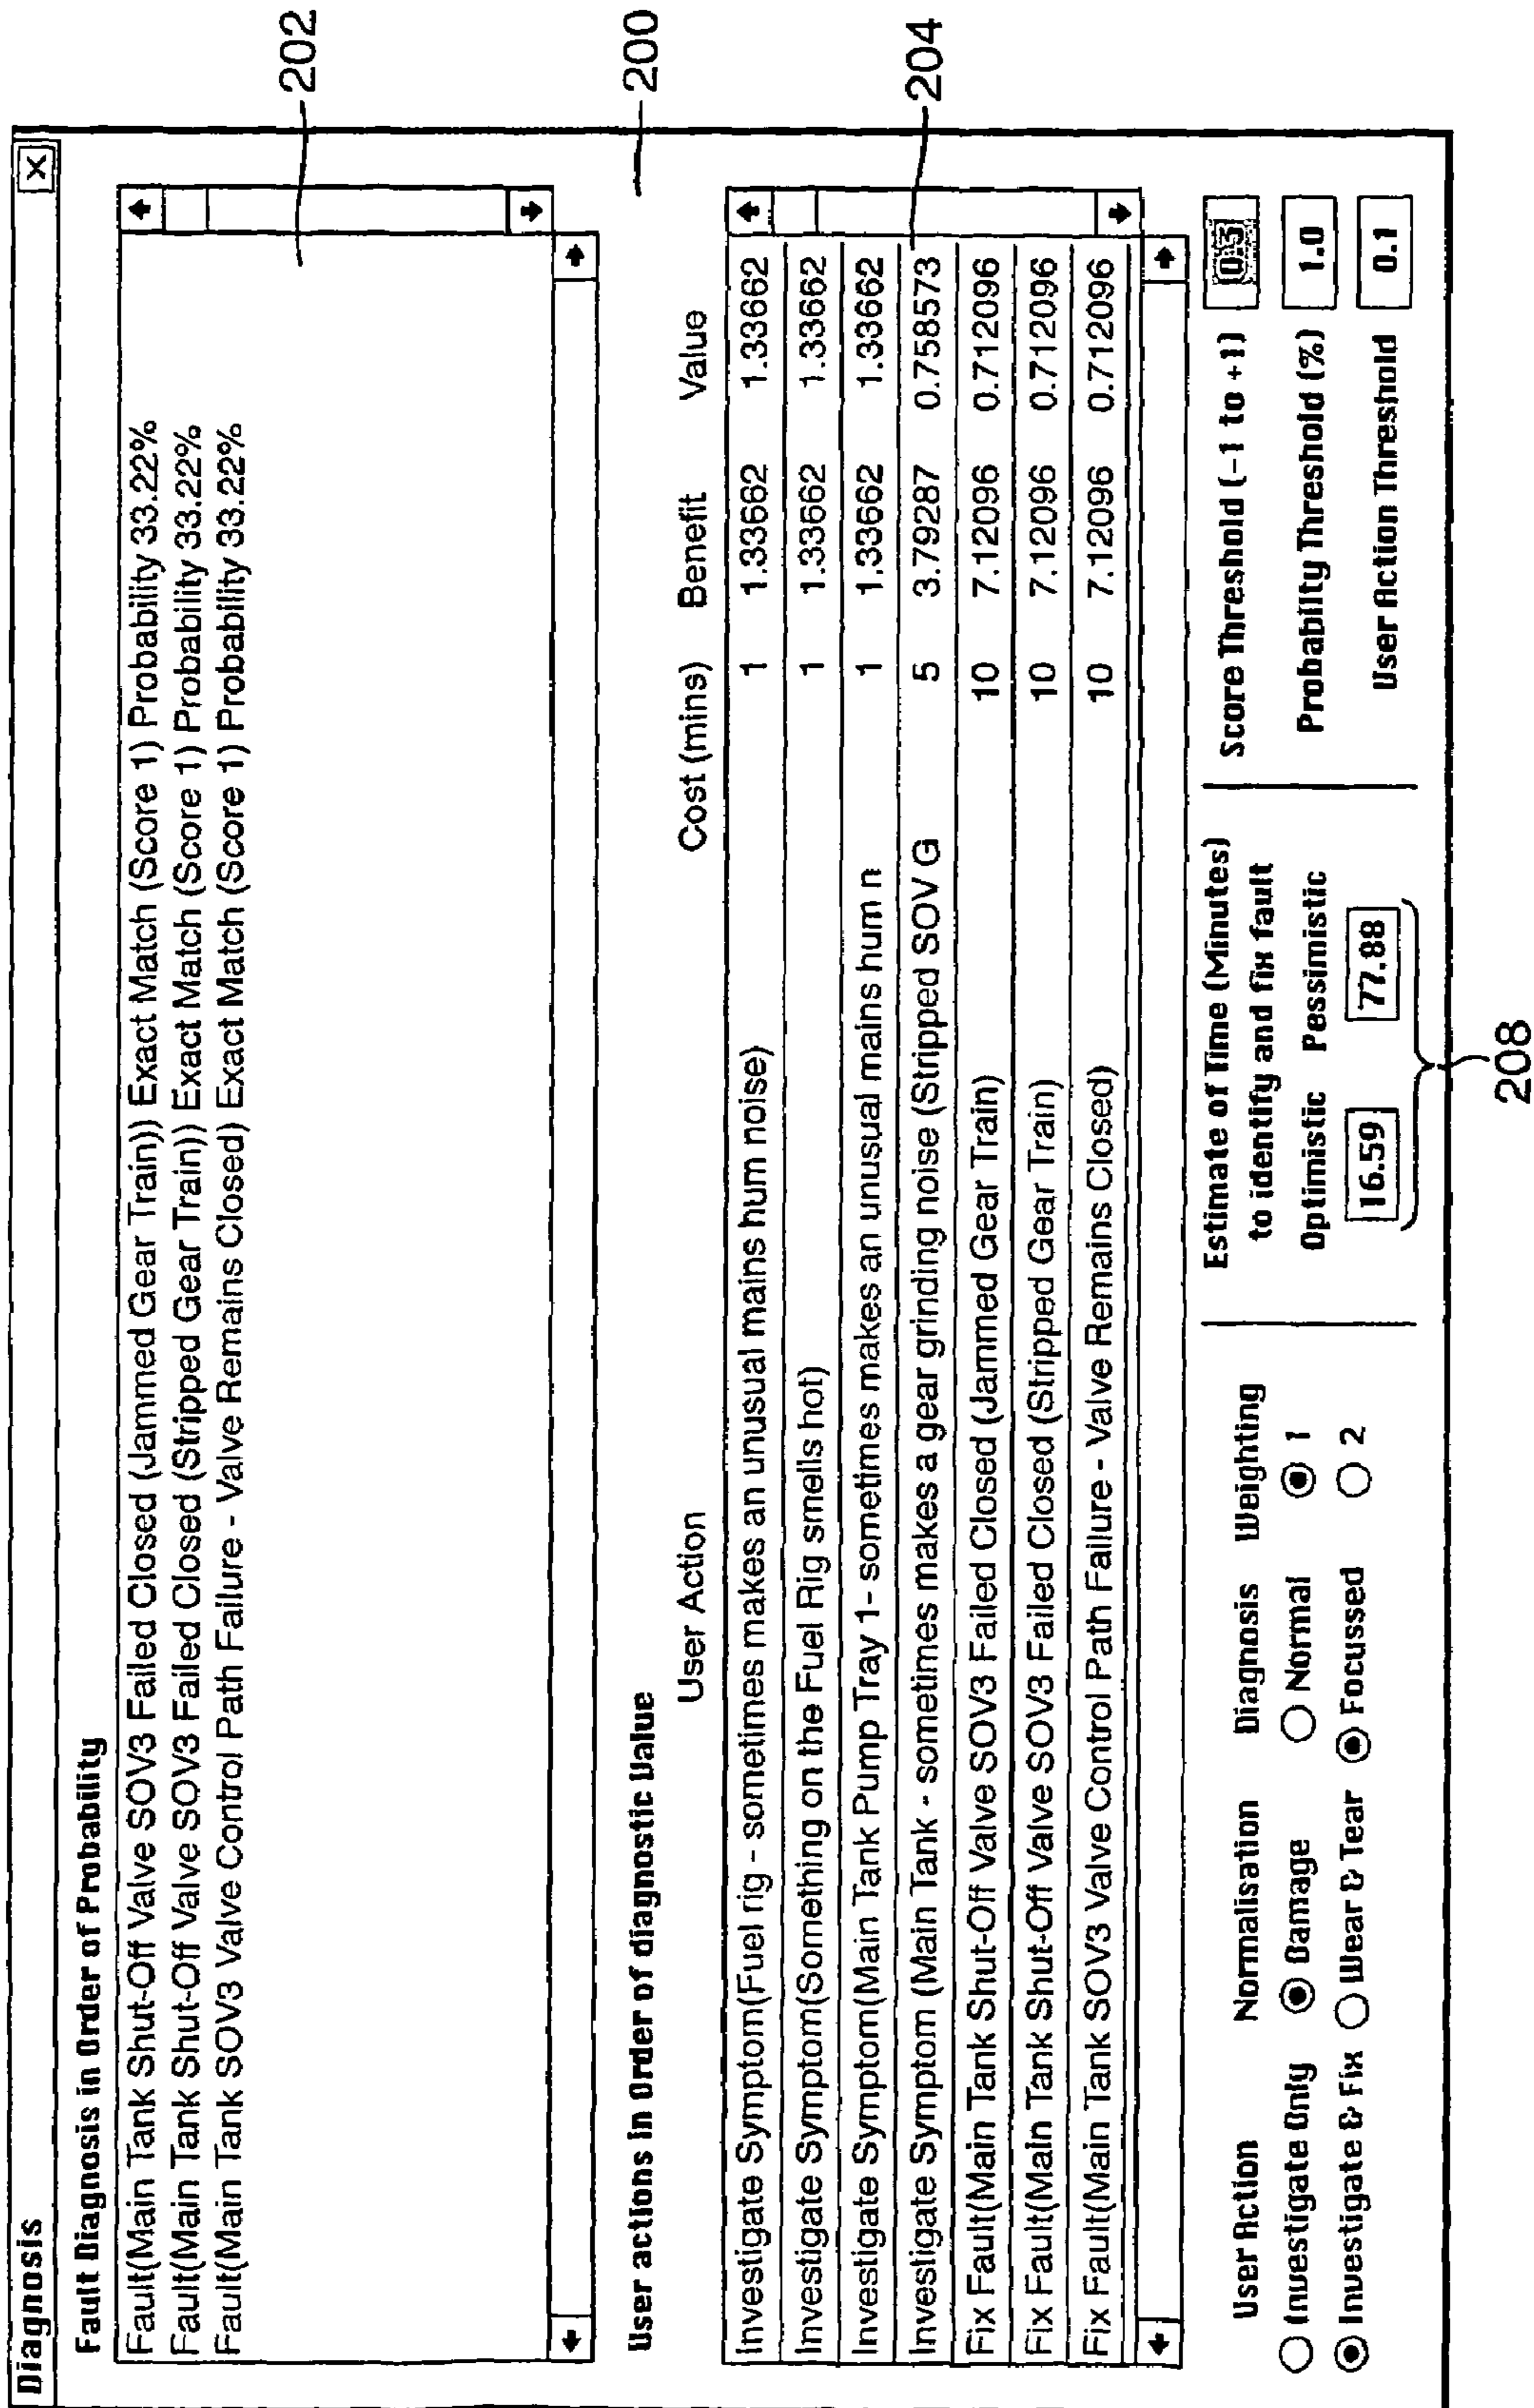 Diagnosis X
Fault Diagnosis in Order of Probability
Fault(Main Tank Shut-Off Valve SOV3 Failed Closed (Jammed Gear Train)) Exact Match (Score 1) Probability 33.22%
Fault(Main Tank Shut-Off Valve SOV3 Failed Closed (Stripped Gear Train)) Exact Match (Score 1) Probability 33.22%
Fault(Main Tank SOV3 Valve Control Path Failure - Valve Remains Closed) Exact Match (Score 1) Probability 33.22%
202
200
User actions in Order of diagnostic Value
User Action Cost (mins) Benefit Value
Investigate Symptom(Fuel rig - sometimes makes an unusual mains hum noise) 1 1.33662 1.33662
Investigate Symptom(Something on the Fuel Rig smells hot) 1 1.33662 1.33662
Investigate Symptom(Main Tank Pump Tray 1- sometimes makes an unusual mains hum n 1 1.33662 1.33662
Investigate Symptom (Main Tank - sometimes makes a gear grinding noise (Stripped SOV G 5 3.79287 0.758573
204
Fix Fault(Main Tank Shut-Off Valve SOV3 Failed Closed (Jammed Gear Train) 10 7.12096 0.712096
Fix Fault(Main Tank Shut-Off Valve SOV3 Failed Closed (Stripped Gear Train) 10 7.12096 0.712096
Fix Fault(Main Tank SOV3 Valve Control Path Failure - Valve Remains Closed) 10 7.12096 0.712096
User Action Normalisation Diagnosis Weighting
Investigate Only Damage Normal 1
Investigate & Fix Wear & Tear Focussed 2
Estimate of Time (Minutes)
to identify and fix fault
Optimistic Pessimistic
16.59 77.88
208
Score Threshold (-1 to +1) 0.5
Probabilty Threshold (%) 1.0
User Action Threshold 0.1